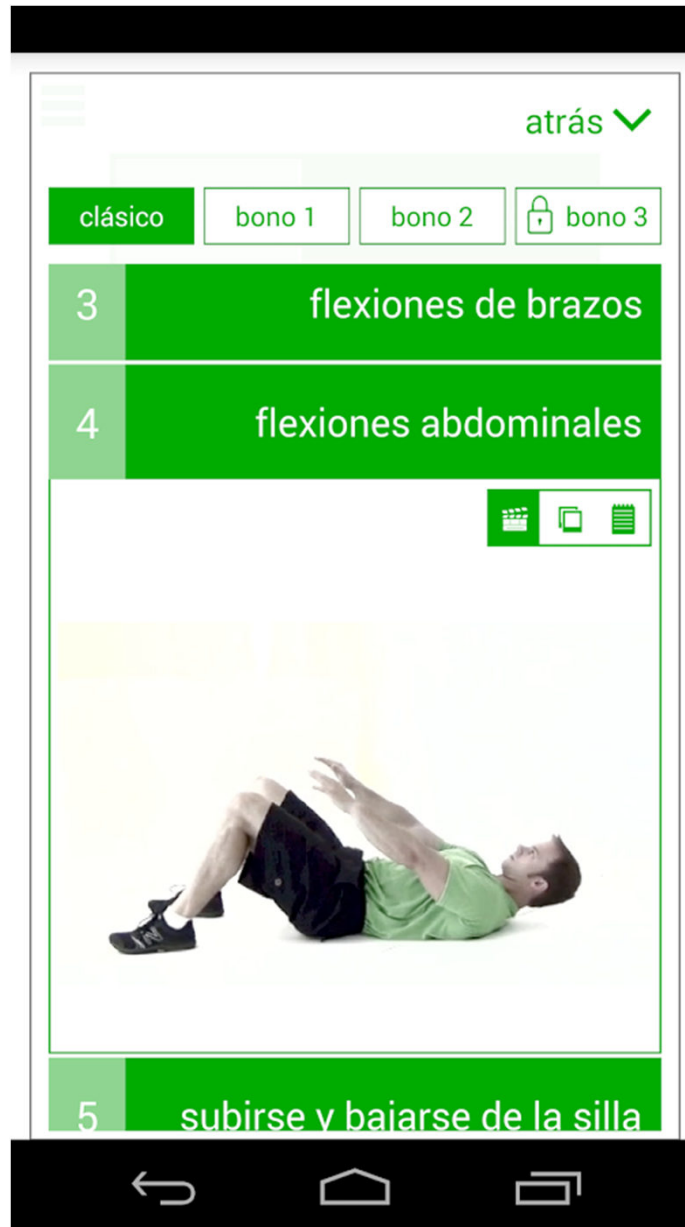 atrás
clásico
bono 1
bono 2
bono 3
3
flexiones de brazos
4
flexiones abdominales
5
subirse y bajarse de la silla